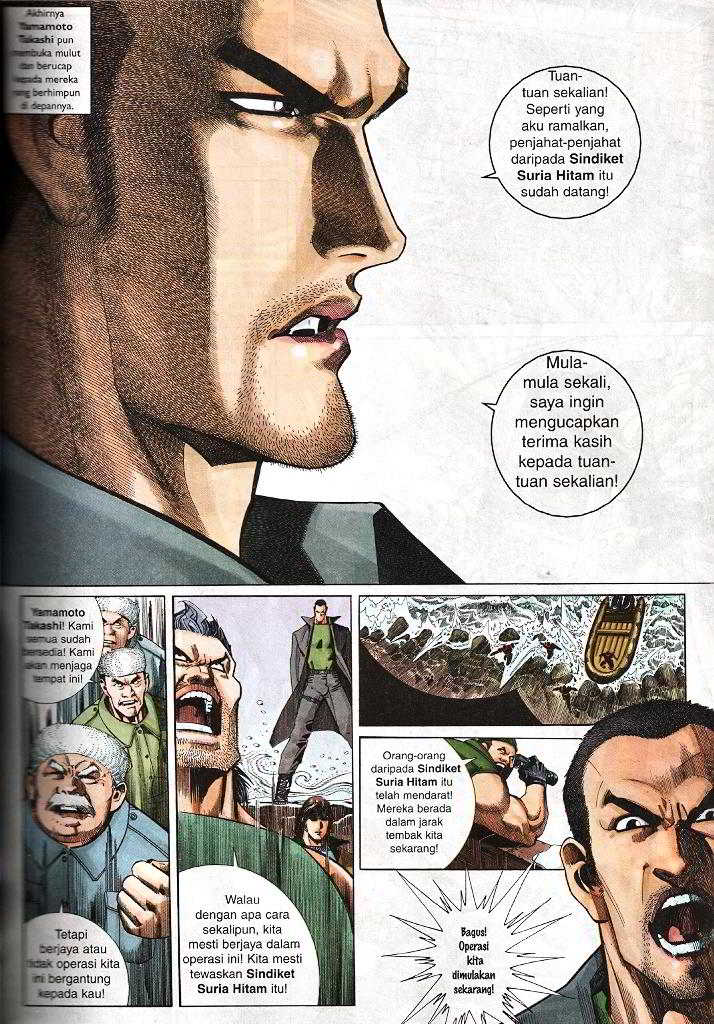 Akhirnya
Yamamoto
Takashi pun
membuka mulut
dan berucap
kepada mereka
yang berhimpun
di depannya.
Tuan-
tuan sekalian!
Seperti yang
aku ramalkan,
penjahat-penjahat
daripada Sindiket
Suria Hitam itu
sudah datang!
Mula-
mula sekali,
saya ingin
mengucapkan
terima kasih
kepada tuan-
tuan sekalian!
Yamamoto
Takashi! Kami
semua sudah
bersedia! Kami
akan menjaga
tempat ini!
Tetapi
berjaya atau
tidak operasi kita
ini bergantung
kepada kau!
Walau
dengan apa cara
sekalipun, kita
mesti berjaya dalam
operasi ini! Kita mesti
tewaskan Sindiket
Suria Hitam itu!
Orang-orang
daripada Sindiket
Suria Hitam itu
telah mendarat!
Mereka berada
dalam jarak
tembak kita
sekarang!
Bagus!
Operasi
kita
dimulakan
sekarang!